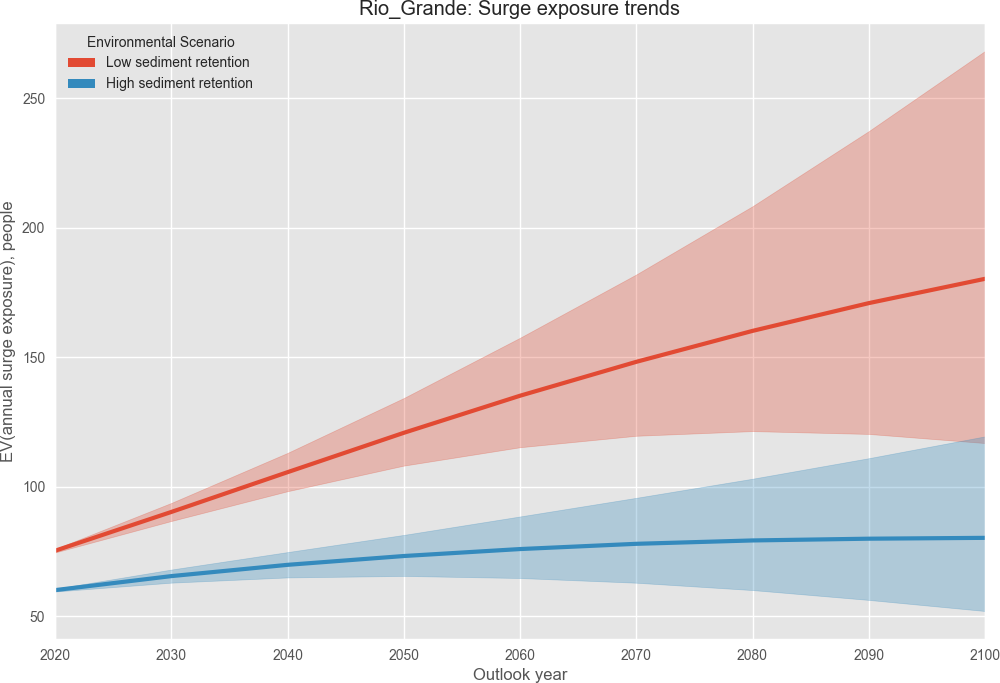 Rio_Grande: Surge exposure trends
Environmental Scenario
Low sediment retention
High sediment retention
EV(annual surge exposure), people
250
200
150
100
50
2020 2030 2040 2050 2060 2070 2080 2090 2100
Outlook year